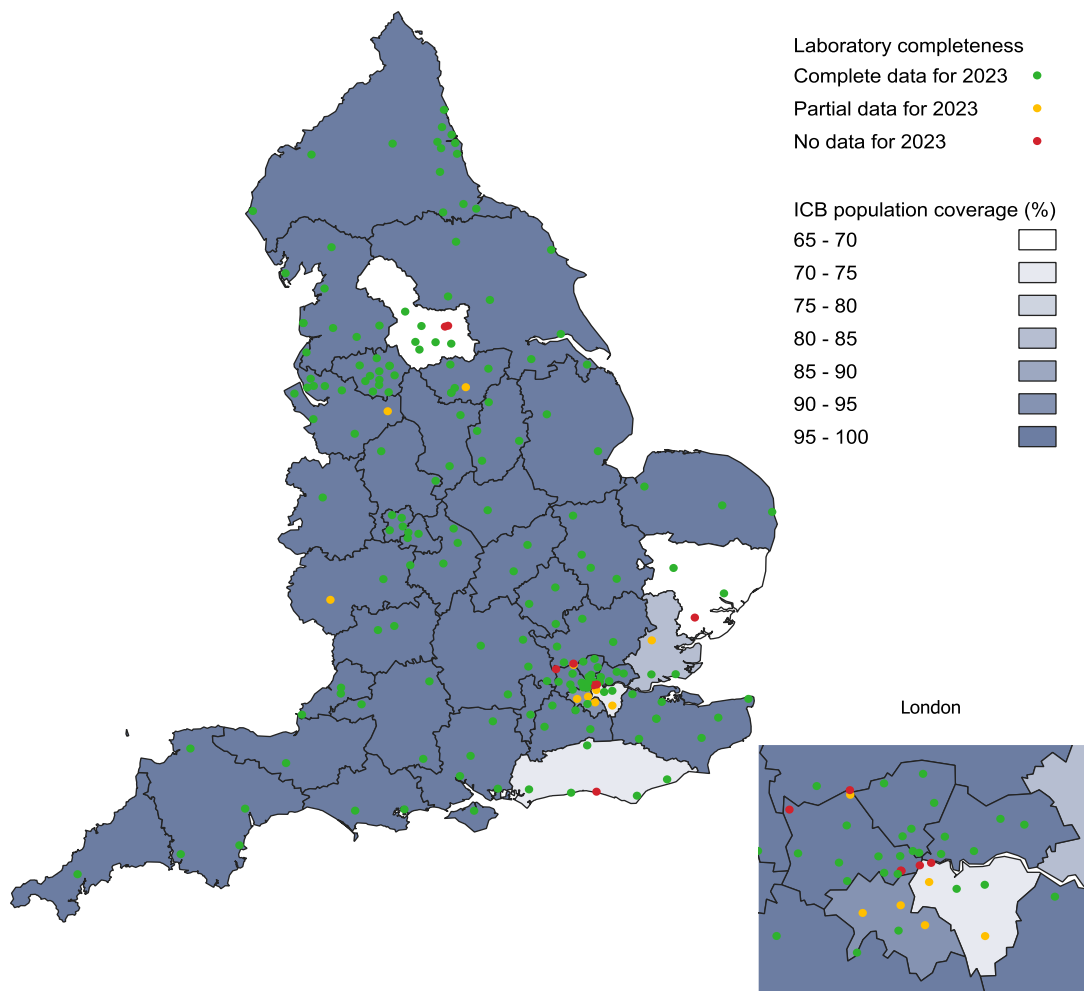 Laboratory completeness
Complete data for 2023
Partial data for 2023
No data for 2023
ICB population coverage (%)
65 - 70
70 - 75
75 - 80
80 - 85
85 - 90
90 - 95
95 - 100
London